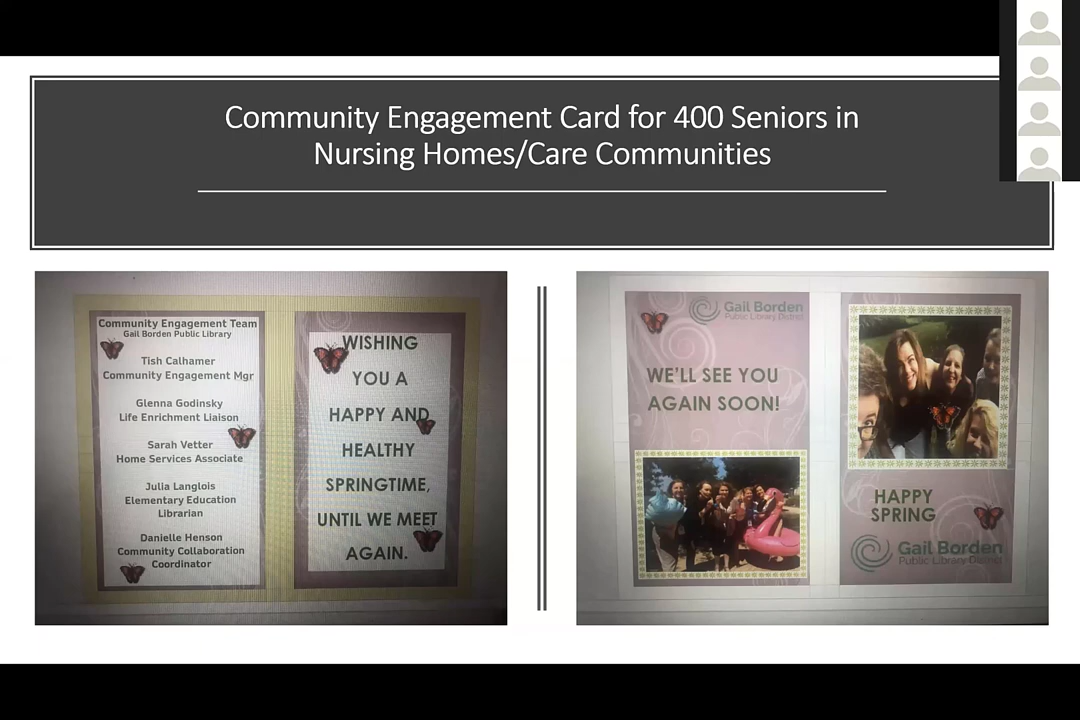 Community Engagement Card for 400 Seniors in
Nursing Homes/Care Communities
Community Engagement Team
Gail Borden Public Library
Tish Calhamer
Community Engagement Mgr
Glenna Godinsky
Life Enrichment Liaison
Sarah Vetter
Home Services Associate
Julia Langlois
Elementary Education
Librarian
Danielle Henson
Community Collaboration
Coordinator
WISHING
YOU A
HAPPY AND
HEALTHY
SPRINGTIME,
UNTIL WE MEET
AGAIN.
Gail Borden
Public Library District
WE'LL SEE YOU
AGAIN SOON!
HAPPY
SPRING
Gail Borden
Public Library District